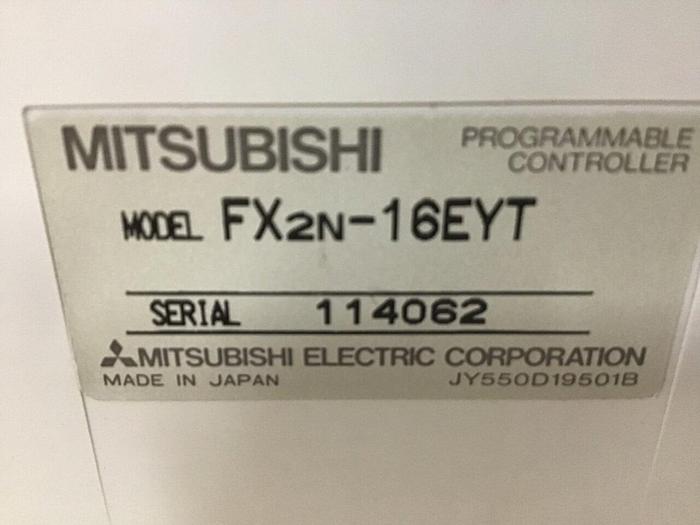 MITSUBISHI PROGRAMMABLE
CONTROLLER
MODEL FX2N-16EYT
SERIAL 114062
MITSUBISHI ELECTRIC CORPORATION
MADE IN JAPAN JY550D19501B